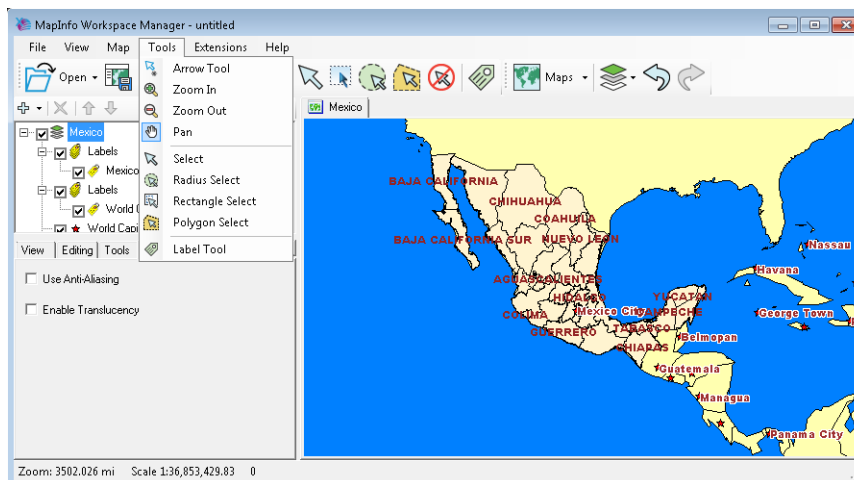 MapInfo Workspace Manager - untitled
File View Map Tools Extensions Help
Open
Maps
Arrow Tool
Zoom In
Zoom Out
Pan
Select
Radius Select
Rectangle Select
Polygon Select
Label Tool
Mexico
Labels
Mexico
Labels
World
World Capi
View Editing Tools
Use Anti-Aliasing
Enable Translucency
Mexico
BAJA CALIFORNIA
CHIHUAHUA
COAHUILA
BAJA CALIFORNIA SUR NUEVO LEON
Nassau
AGUASCALIENTES
Havana
HIDALGO YUCATAN
COLIMA Mexico City CAMPECHE George Town
GUERRERO TABASCO Belmopan
CHIAPAS
Guatemala
Managua
Panama City
Zoom: 3502.026 mi Scale 1:36,853,429.83 0